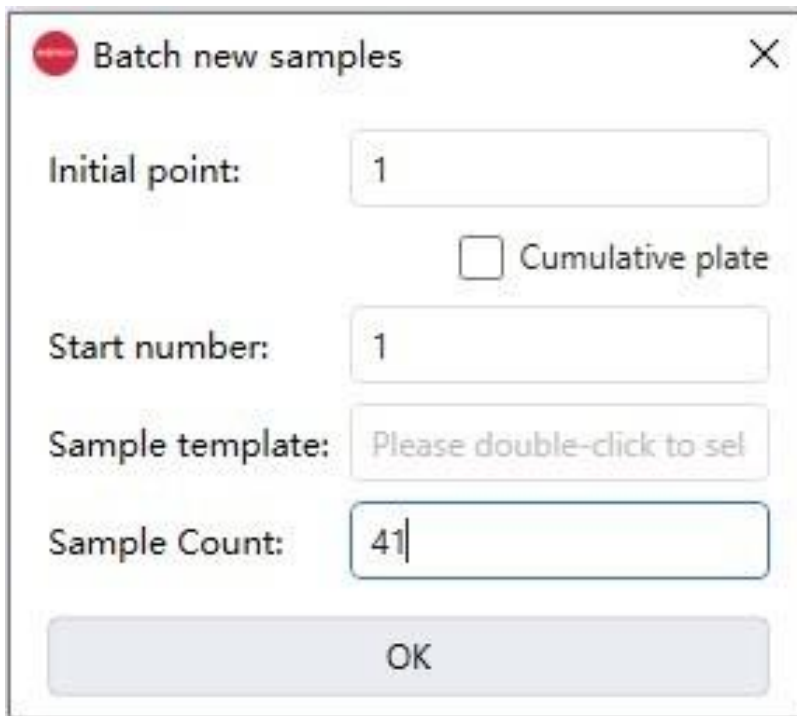 Batch new samples
Initial point: 1
Cumulative plate
Start number: 1
Sample template: Please double-click to sel
Sample Count: 41
OK